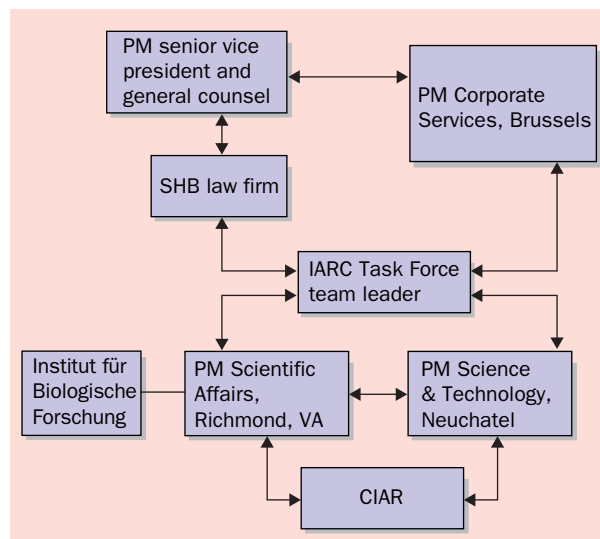 PM senior vice
president and
general counsel
PM Corporate
Services, Brussels
SHB law firm
IARC Task Force
team leader
Institut für
Biologische
Forschung
PM Scientific
Affairs,
Richmond, VA
PM Science
& Technology,
Neuchatel
CIAR